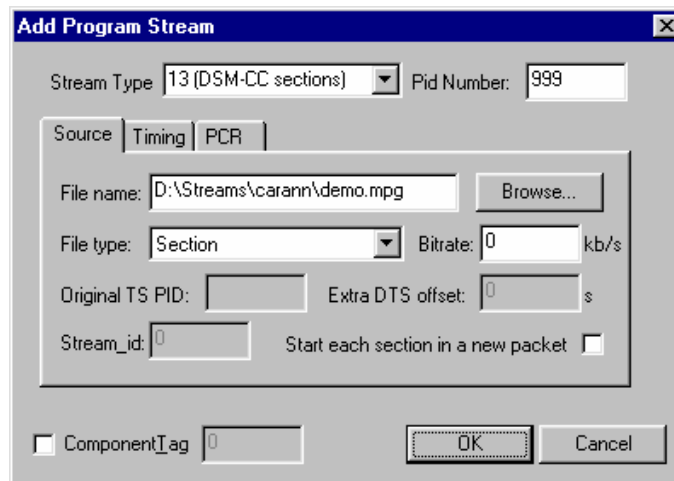 Add Program Stream
Stream Type 13 (DSM-CC sections) Pid Number: 999
Source Timing PCR
File name: D:\Streams\carann\demo.mpg Browse...
File type: Section Bitrate: 0 kb/s
Original TS PID: Extra DTS offset: 0 s
Stream_id: 0 Start each section in a new packet
ComponentTag 0 OK Cancel